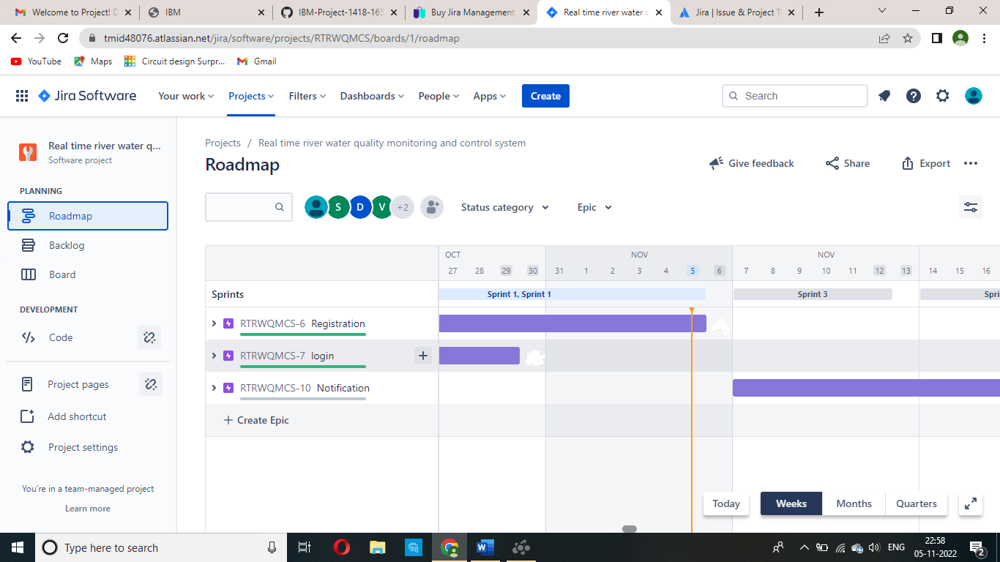 Welcome to Project! D
IBM
IBM-Project-1418-165
Buy Jira Management
Real time river water q
Jira | Issue & Project T
tmid48076.atlassian.net/jira/software/projects/RTRWQMCS/boards/1/roadmap
YouTube Maps Circuit design Surpr... Gmail
Jira Software Your work Projects Filters Dashboards People Apps Create Search
Real time river water q...
Software project
PLANNING
Roadmap
Backlog
Board
DEVELOPMENT
Code
Project pages
Add shortcut
Project settings
You're in a team-managed project
Learn more
Projects / Real time river water quality monitoring and control system
Roadmap
Give feedback Share Export
S D V +2 Status category Epic
OCT NOV NOV
27 28 29 30 31 1 2 3 4 5 6 7 8 9 10 11 12 13 14 15 16
Sprints Sprint 1, Sprint 1 Sprint 3 Spri
RTRWQMCS-6 Registration
RTRWQMCS-7 login
RTRWQMCS-10 Notification
+ Create Epic
Today Weeks Months Quarters
Type here to search
ENG
22:58
05-11-2022
2